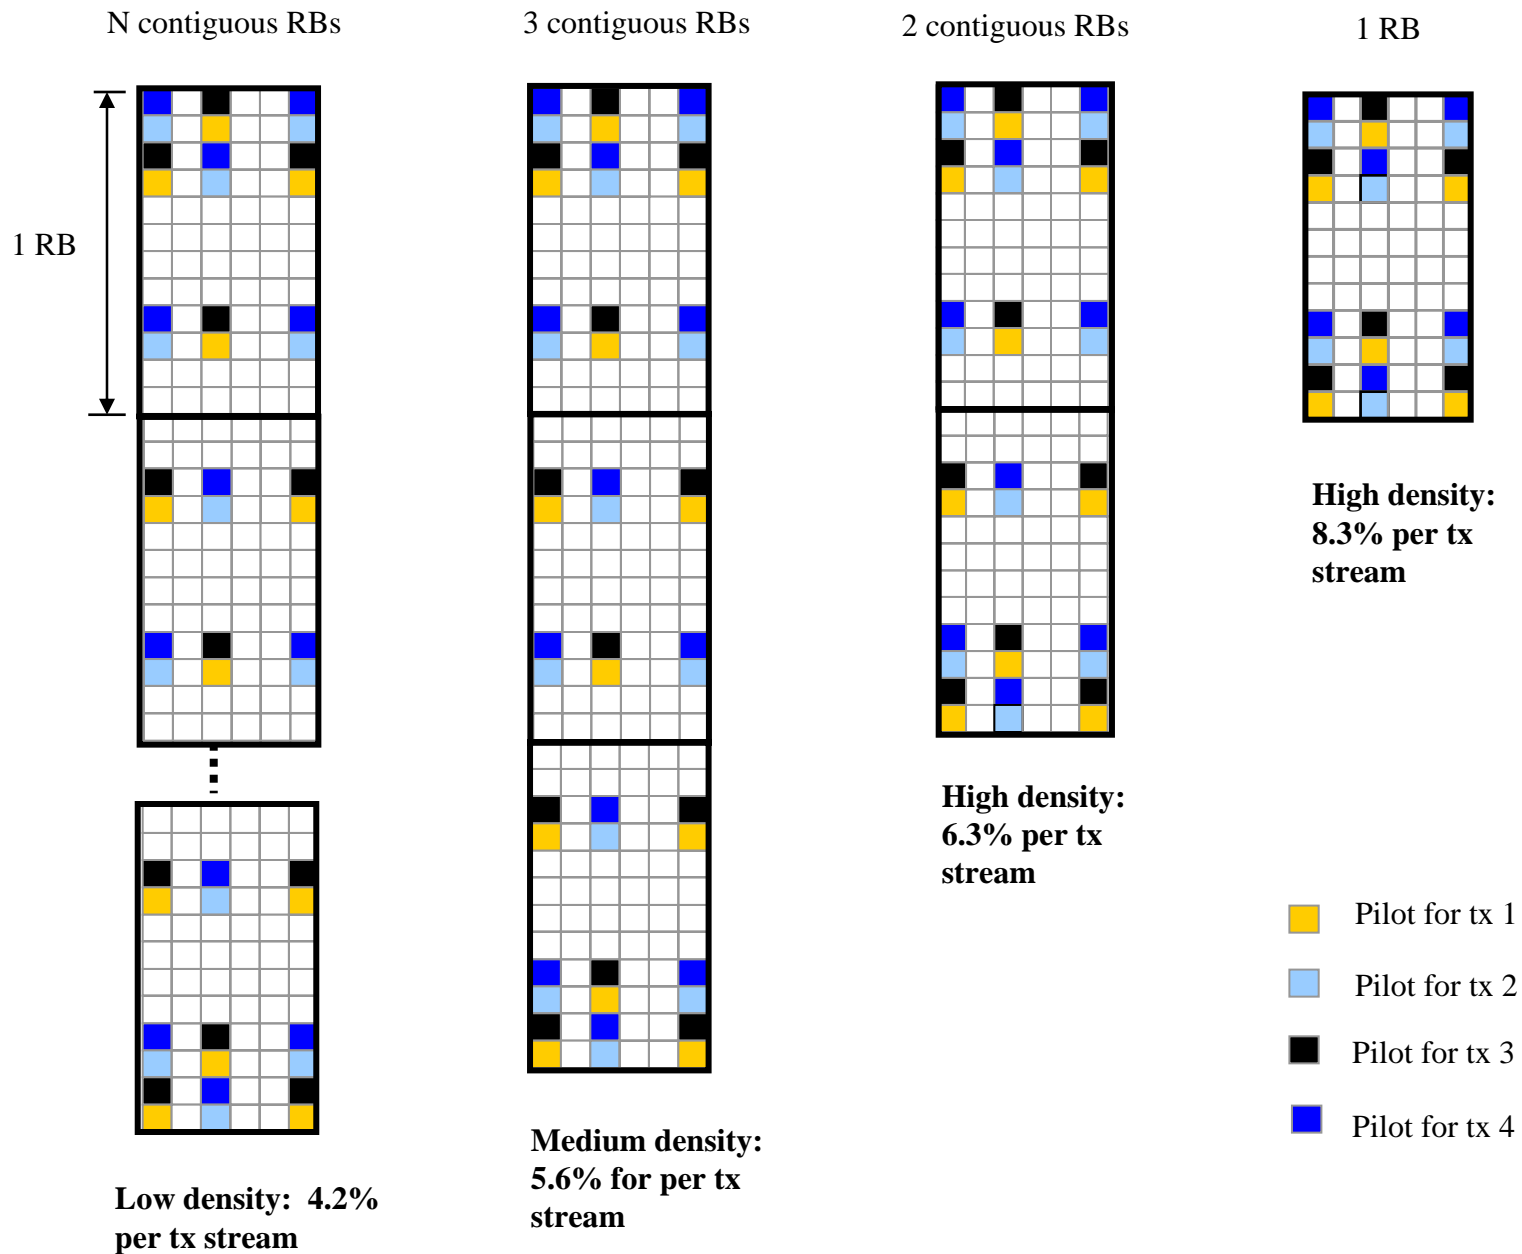 N contiguous RBs
3 contiguous RBs
2 contiguous RBs
1 RB
1 RB
High density:
8.3% per tx
stream
High density:
6.3% per tx
stream
Medium density:
5.6% for per tx
stream
Low density:  4.2%
per tx stream
Pilot for tx 1
Pilot for tx 2
Pilot for tx 3
Pilot for tx 4